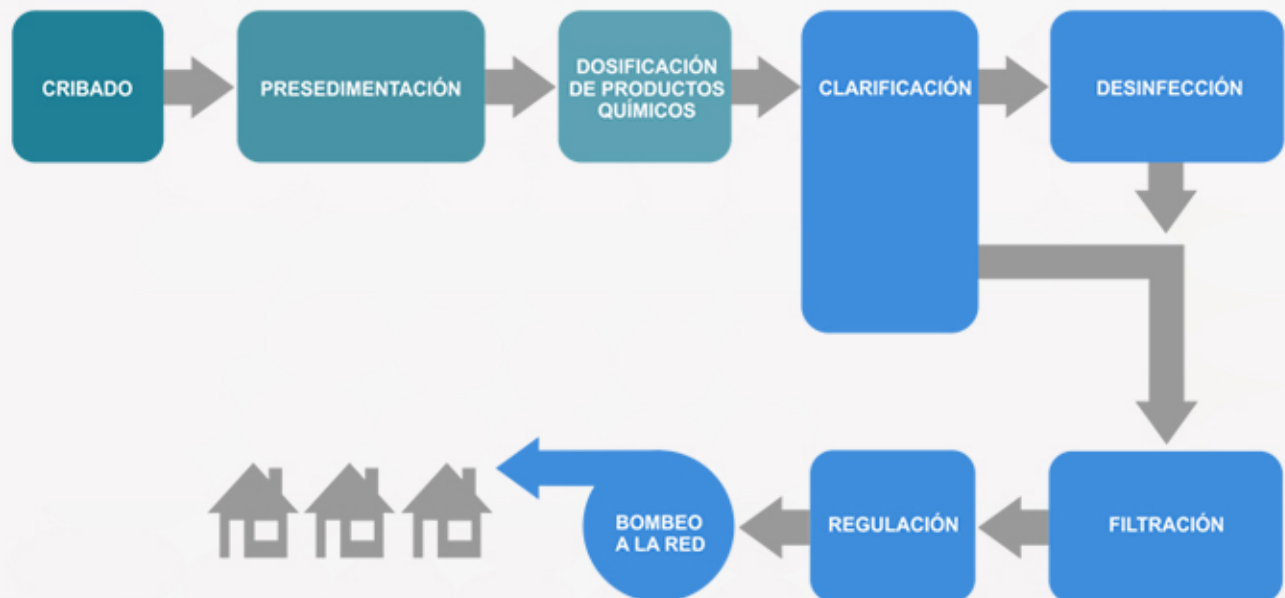 CRIBADO
PRESEDIMENTACIÓN
DOSIFICACIÓN
DE PRODUCTOS
QUÍMICOS
CLARIFICACIÓN
DESINFECCIÓN
FILTRACIÓN
REGULACIÓN
BOMBEO
A LA RED